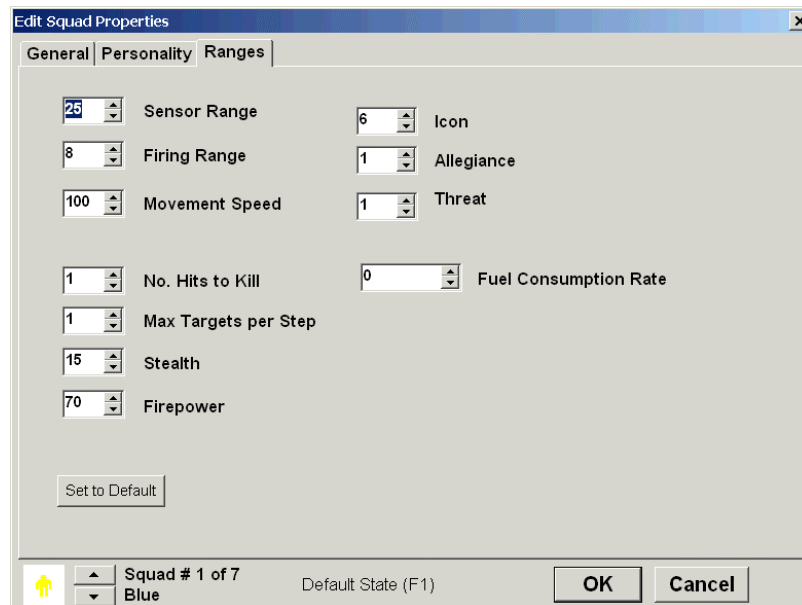 Edit Squad Properties
General Personality Ranges
25 Sensor Range
8 Firing Range
100 Movement Speed
6 Icon
1 Allegiance
1 Threat
1 No. Hits to Kill
1 Max Targets per Step
15 Stealth
70 Firepower
0 Fuel Consumption Rate
Set to Default
Squad # 1 of 7
Blue
Default State (F1)
OK
Cancel